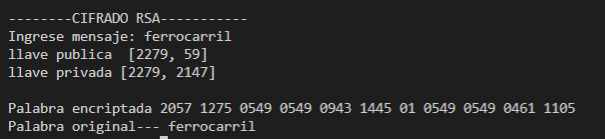 --------CIFRADO RSA-----------
Ingrese mensaje: ferrocarril
llave publica  [2279, 59]
llave privada [2279, 2147]
Palabra encriptada 2057 1275 0549 0549 0943 1445 01 0549 0549 0461 1105
Palabra original--- ferrocarril